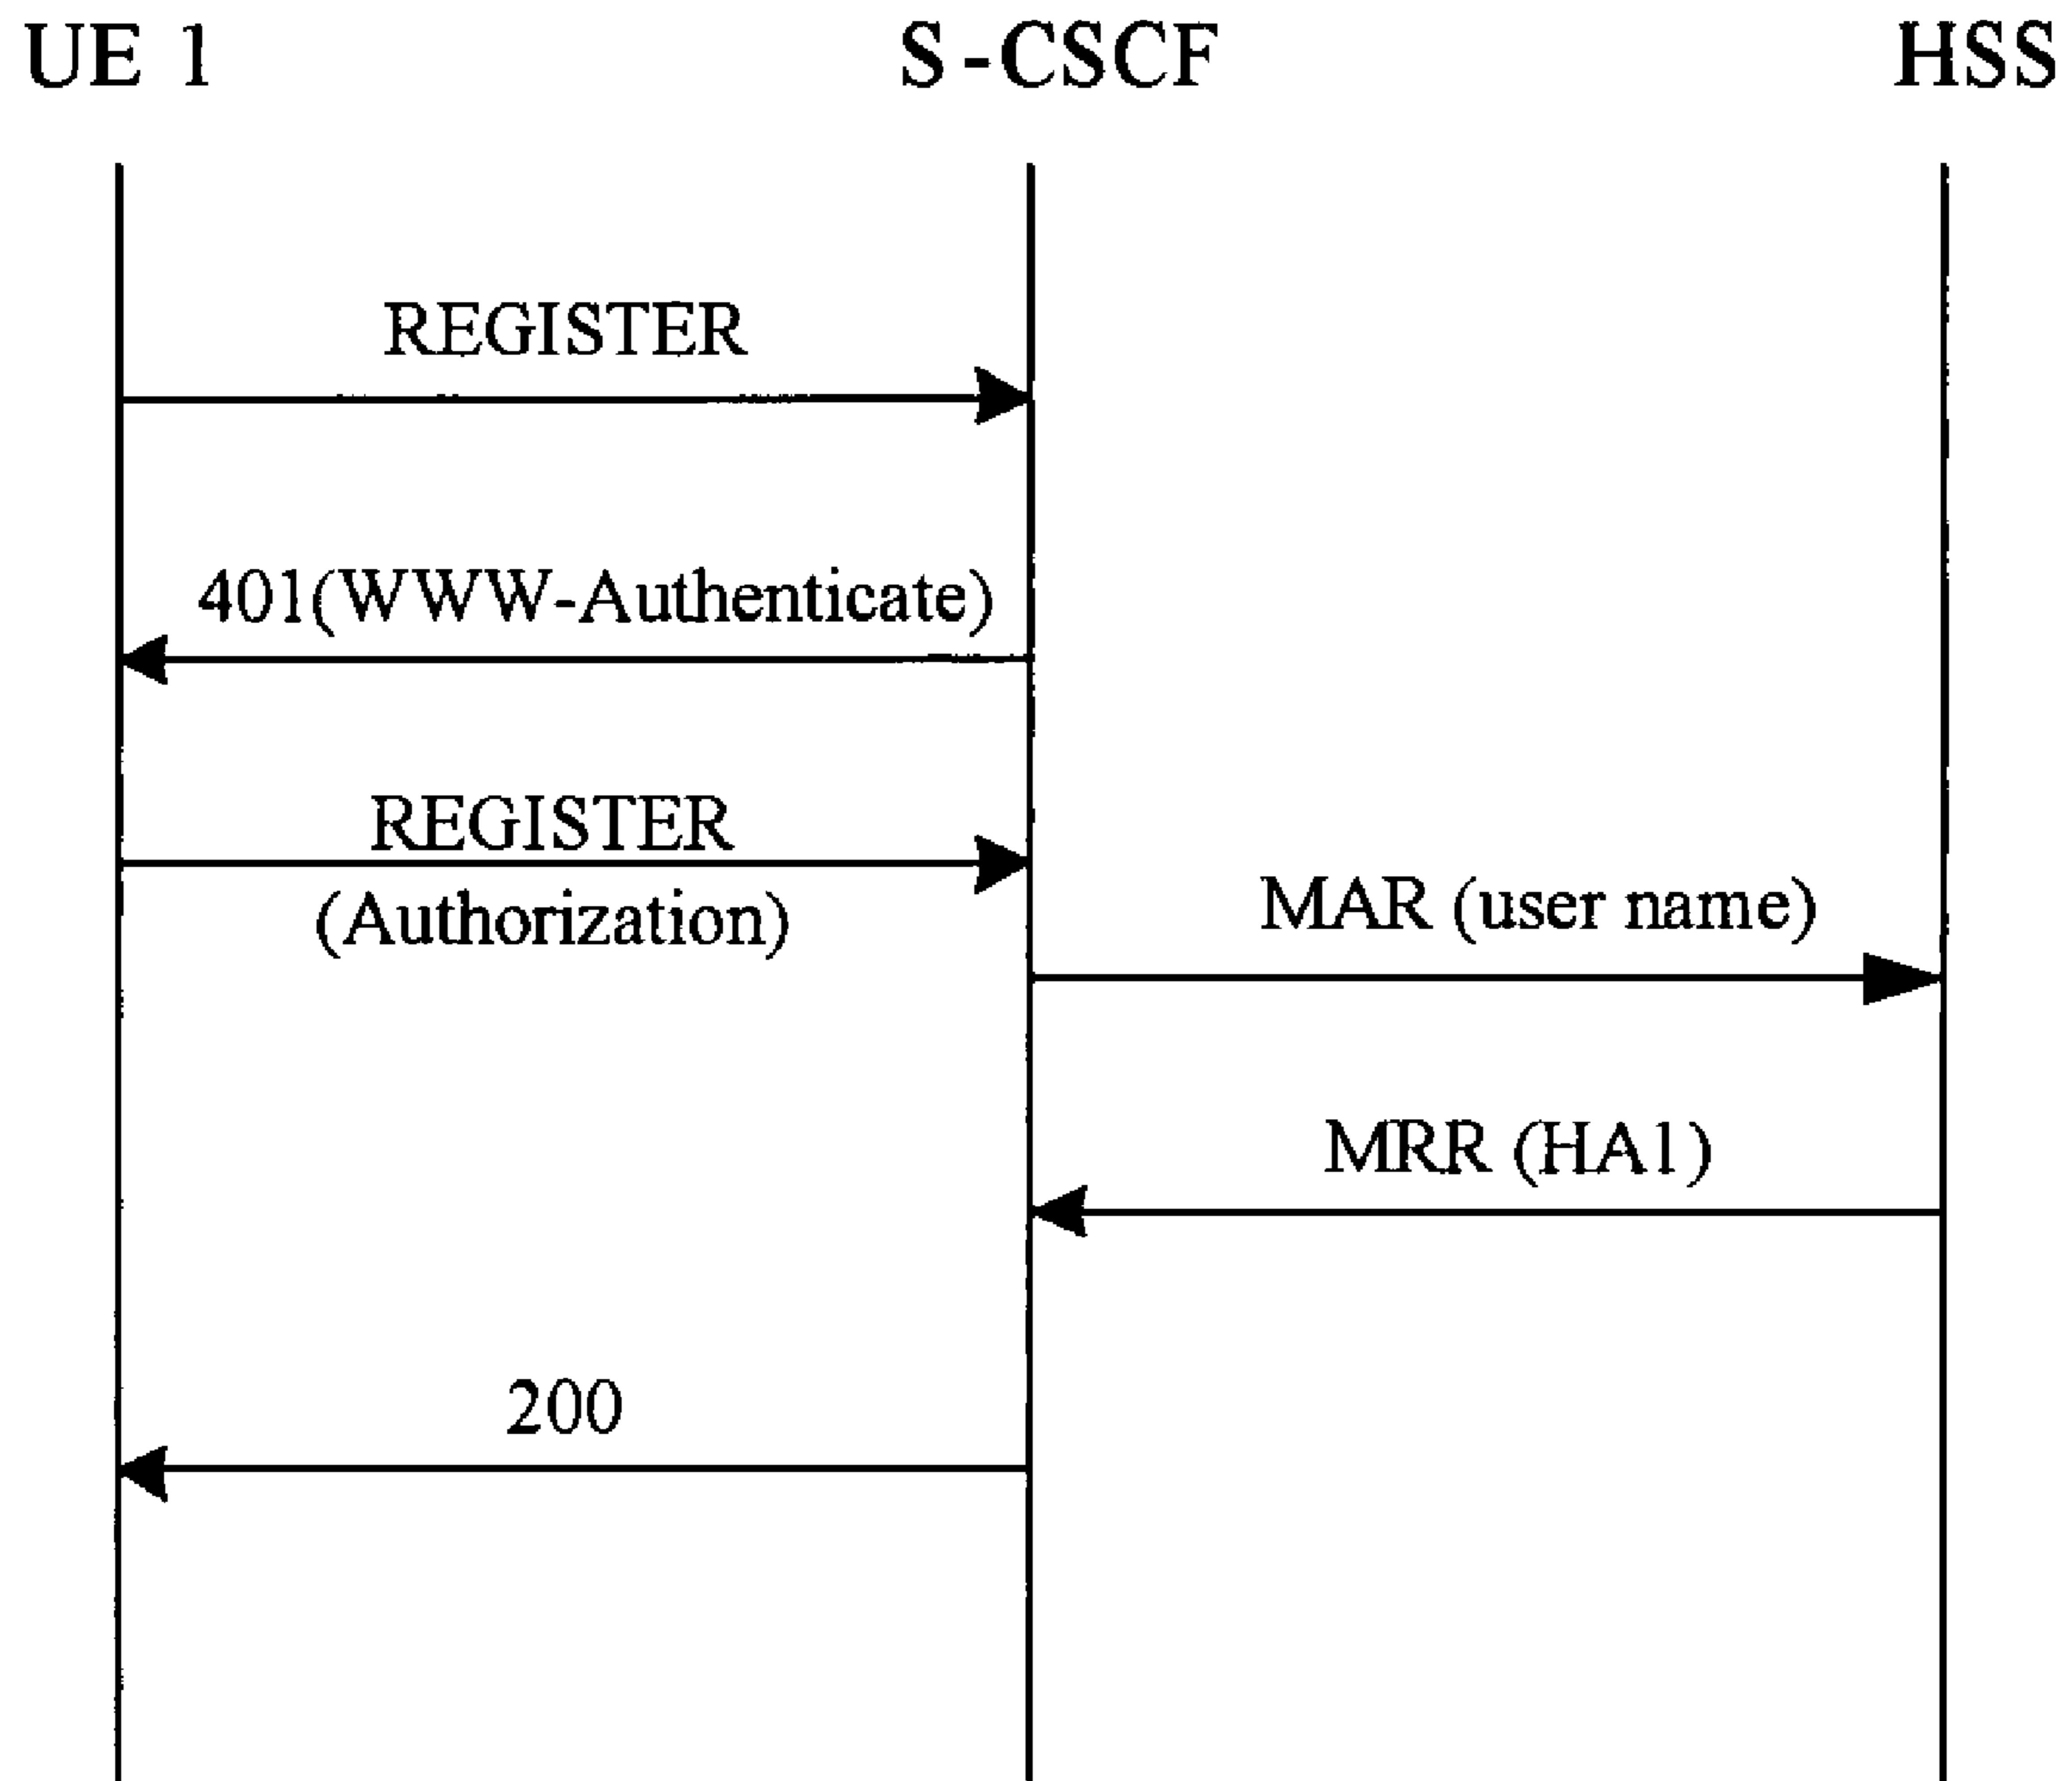 UE 1 S-CSCF HSS
REGISTER
401(WWW-Authenticate)
REGISTER
(Authorization)
MAR (user name)
MRR (HA1)
200